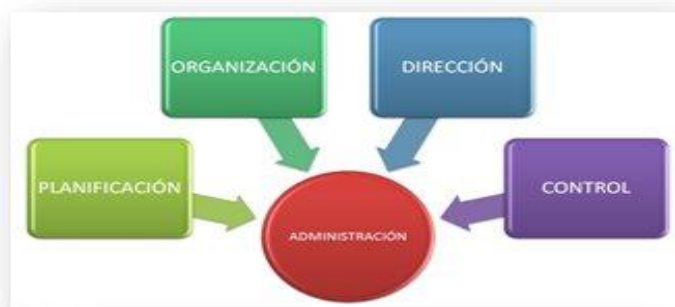 ORGANIZACIÓN
DIRECCIÓN
PLANIFICACIÓN
CONTROL
ADMINISTRACIÓN